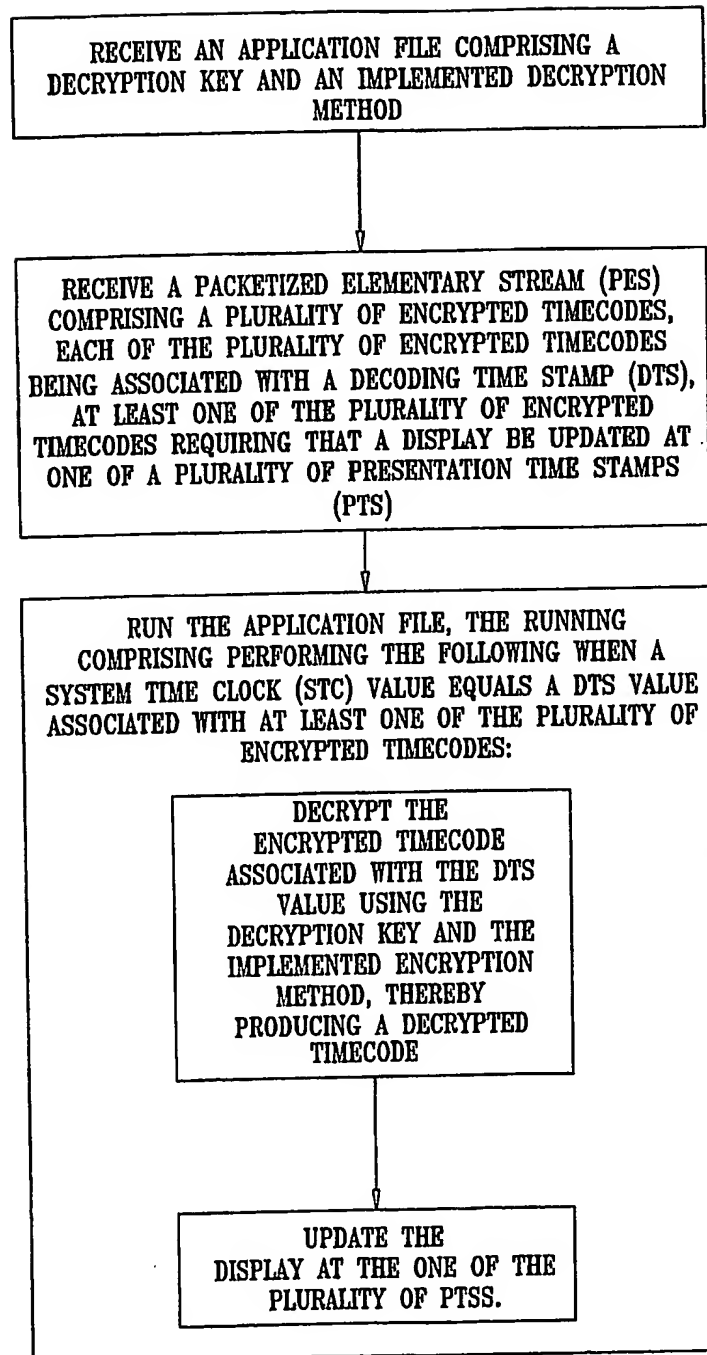 RECEIVE AN APPLICATION FILE COMPRISING A
DECRYPTION KEY AND AN IMPLEMENTED DECRYPTION
METHOD
RECEIVE A PACKETIZED ELEMENTARY STREAM (PES)
COMPRISING A PLURALITY OF ENCRYPTED TIMECODES,
EACH OF THE PLURALITY OF ENCRYPTED TIMECODES
BEING ASSOCIATED WITH A DECODING TIME STAMP (DTS),
AT LEAST ONE OF THE PLURALITY OF ENCRYPTED
TIMECODES REQUIRING THAT A DISPLAY BE UPDATED AT
ONE OF A PLURALITY OF PRESENTATION TIME STAMPS
(PTS)
RUN THE APPLICATION FILE, THE RUNNING
COMPRISING PERFORMING THE FOLLOWING WHEN A
SYSTEM TIME CLOCK (STC) VALUE EQUALS A DTS VALUE
ASSOCIATED WITH AT LEAST ONE OF THE PLURALITY OF
ENCRYPTED TIMECODES:
DECRYPT THE
ENCRYPTED TIMECODE
ASSOCIATED WITH THE DTS
VALUE USING THE
DECRYPTION KEY AND THE
IMPLEMENTED ENCRYPTION
METHOD, THEREBY
PRODUCING A DECRYPTED
TIMECODE
UPDATE THE
DISPLAY AT THE ONE OF THE
PLURALITY OF PTSS.